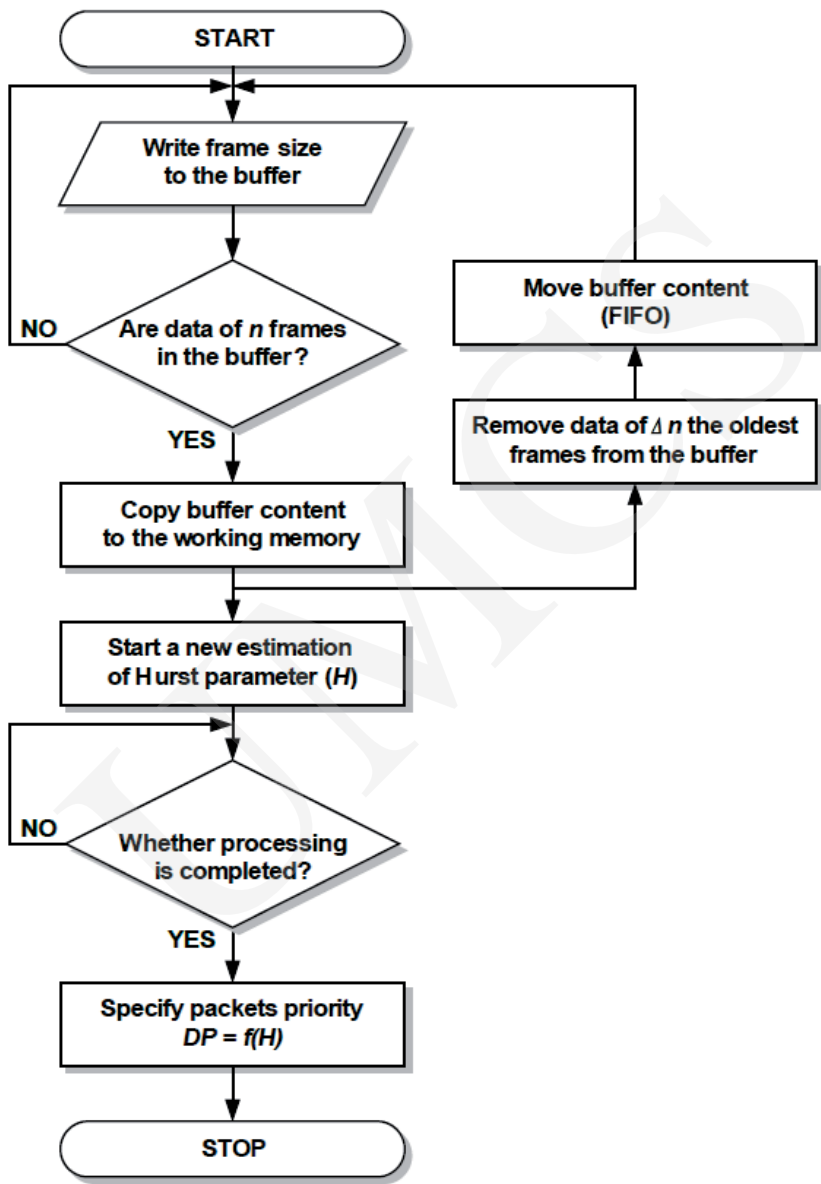 START
Write frame size
to the buffer
Are data of n frames
in the buffer?
NO
YES
Copy buffer content
to the working memory
Move buffer content
(FIFO)
Remove data of Δ n the oldest
frames from the buffer
Start a new estimation
of Hurst parameter (H)
Whether processing
is completed?
NO
YES
Specify packets priority
DP = f(H)
STOP
UMCS